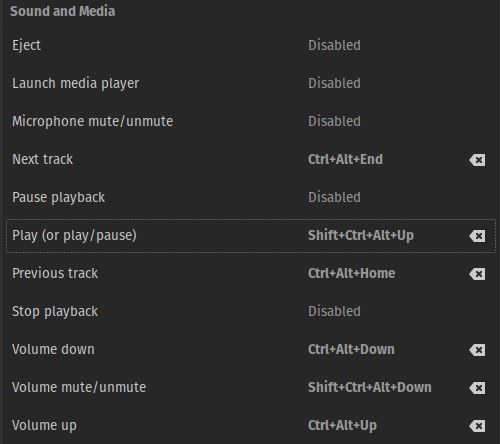 Sound and Media
Eject Disabled
Launch media player Disabled
Microphone mute/unmute Disabled
Next track Ctrl+Alt+End
Pause playback Disabled
Play (or play/pause) Shift+Ctrl+Alt+Up
Previous track Ctrl+Alt+Home
Stop playback Disabled
Volume down Ctrl+Alt+Down
Volume mute/unmute Shift+Ctrl+Alt+Down
Volume up Ctrl+Alt+Up